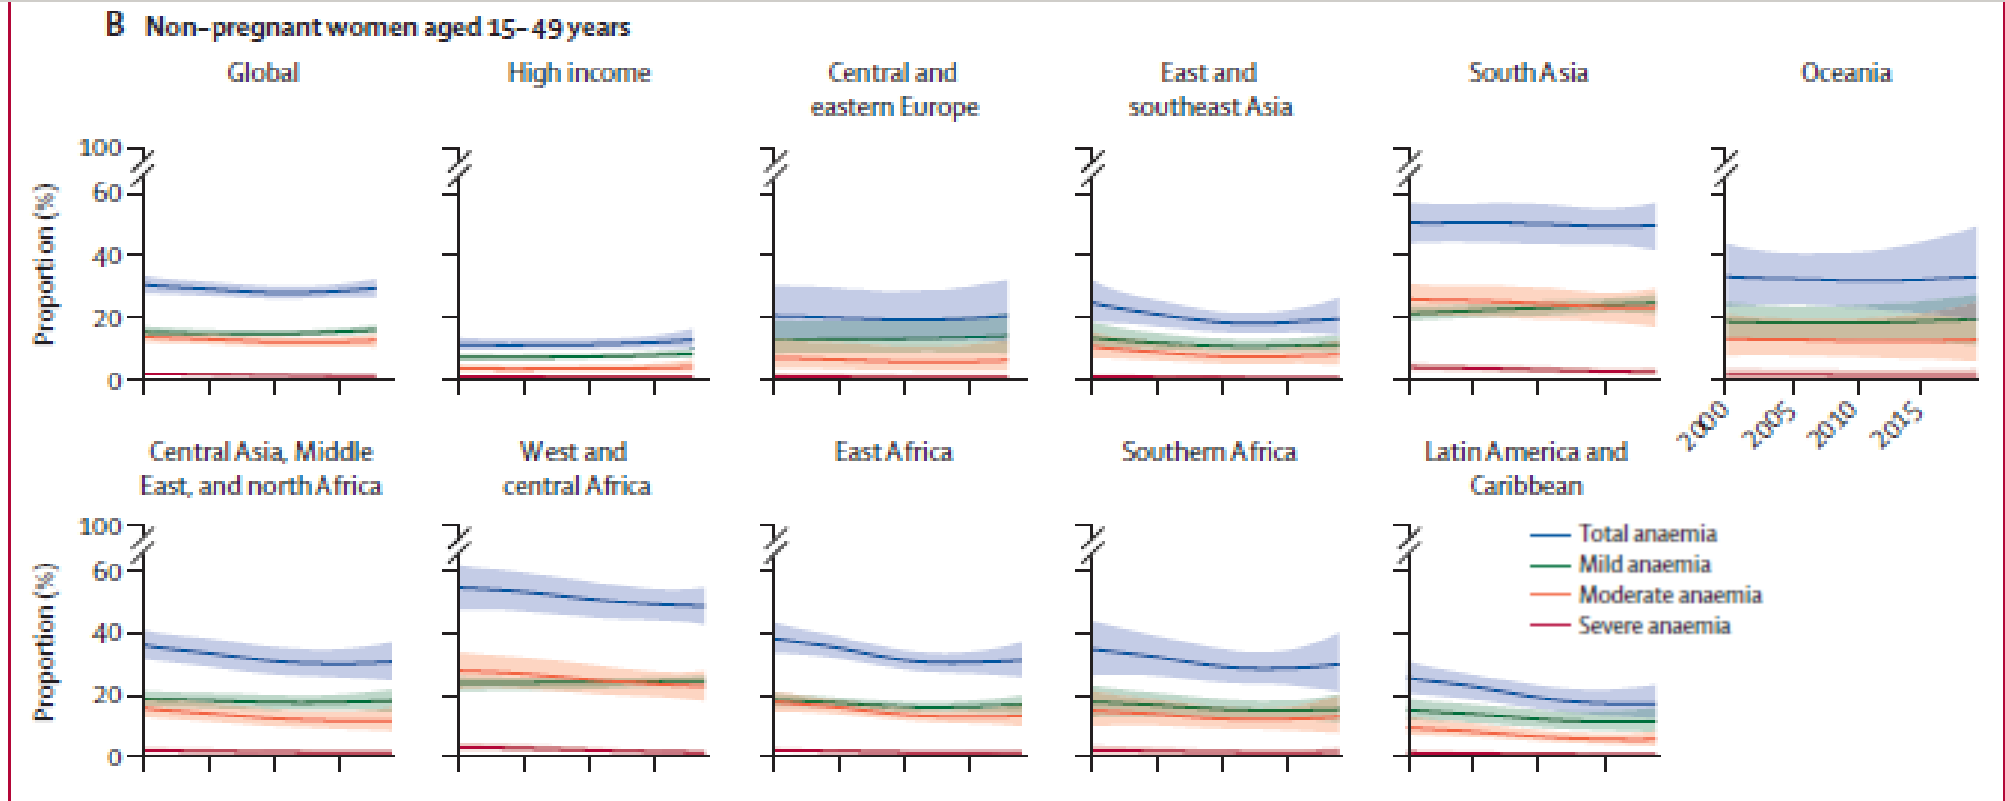 B Non-pregnant women aged 15–49 years
Global
High income
Central and
eastern Europe
East and
southeast Asia
South Asia
Oceania
Proportion (%)
100
60
40
20
0
2000
2005
2010
2015
Central Asia, Middle
East, and north Africa
West and
central Africa
East Africa
Southern Africa
Latin America and
Caribbean
Proportion (%)
100
60
40
20
0
Total anaemia
Mild anaemia
Moderate anaemia
Severe anaemia